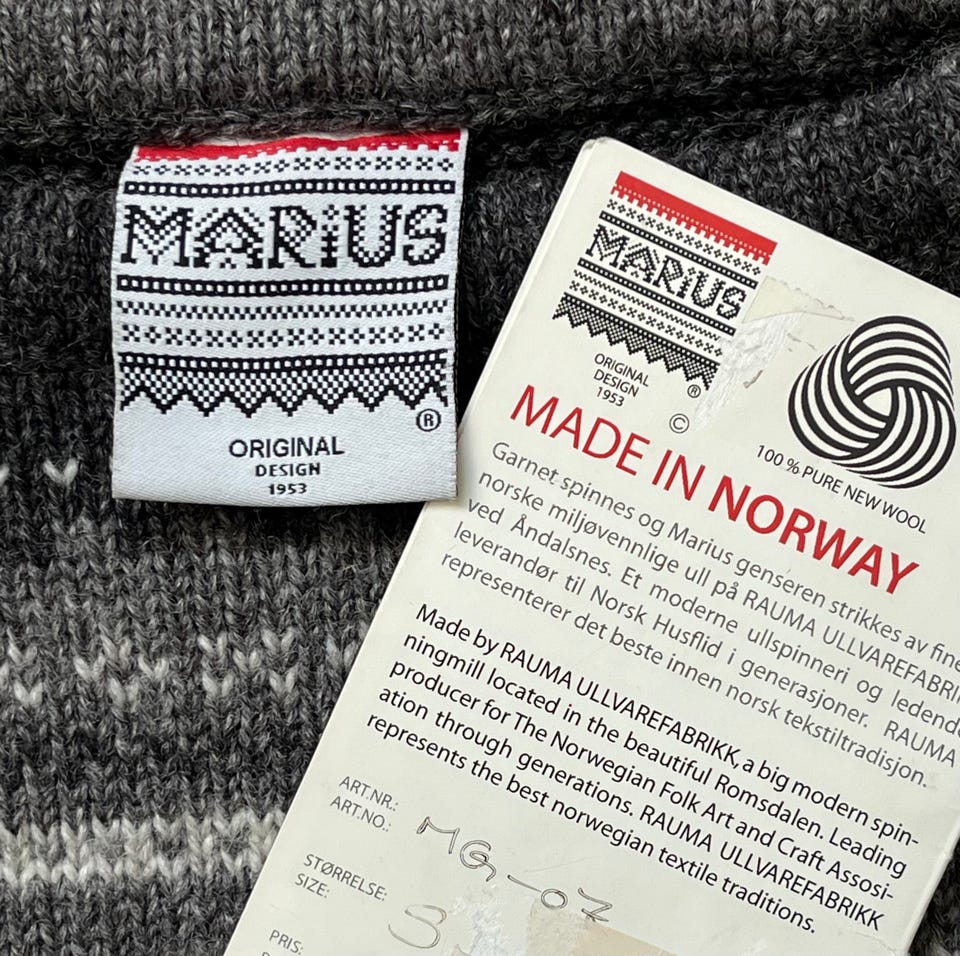 MARiUS
®
ORIGINAL
DESIGN
1953
MARiUS
ORIGINAL
DESIGN
1953
®
©
100 % PURE NEW WOOL
MADE IN NORWAY
Garnet spinnes og Marius genseren strikkes av fine
norske miljøvennlige ull på RAUMA ULLVAREFABRI
ved Åndalsnes. Et moderne ullspinneri og ledend
leverandør til Norsk Husflid i generasjoner. RAUMA
representerer det beste innen norsk tekstiltradisjon.
Made by RAUMA ULLVAREFABRIKK, a big modern spin-
ningmill located in the beautiful Romsdalen. Leading
producer for The Norwegian Folk Art and Craft Assosi-
ation through generations. RAUMA ULLVAREFABRIKK
represents the best norwegian textile traditions.
ART.NR.:
ART.NO.: MG-07
STØRRELSE:
SIZE: S
PRIS: